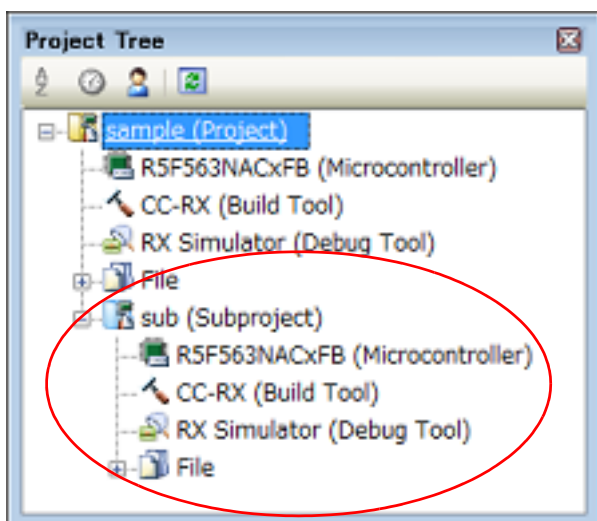 Project Tree
sample (Project)
R5F563NACxFB (Microcontroller)
CC-RX (Build Tool)
RX Simulator (Debug Tool)
File
sub (Subproject)
R5F563NACxFB (Microcontroller)
CC-RX (Build Tool)
RX Simulator (Debug Tool)
File